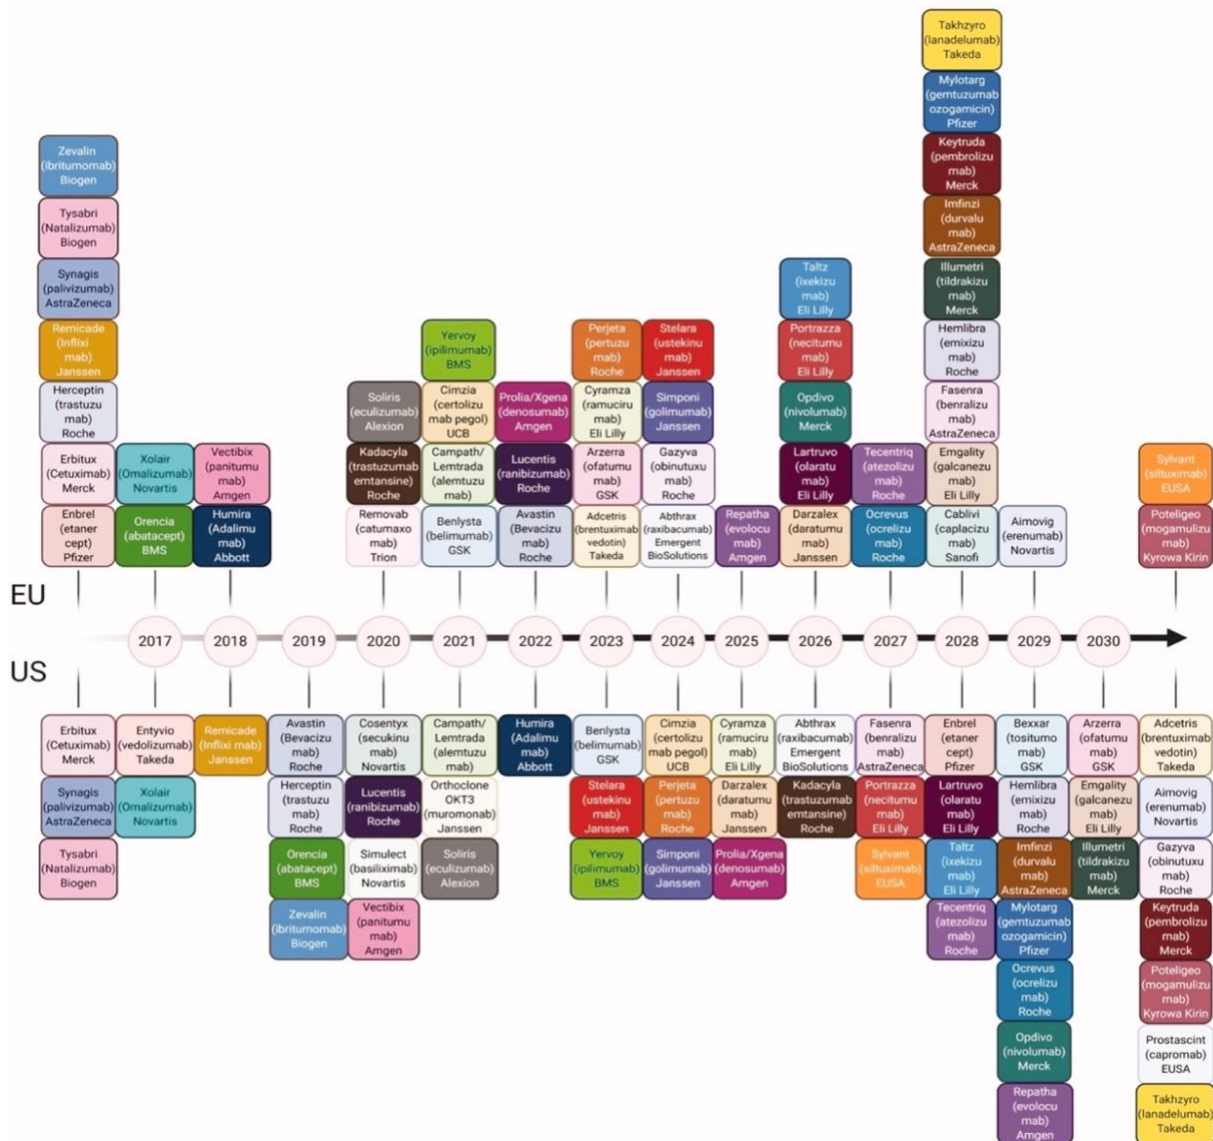 Zevalin
(ibritumomab)
Biogen
Tysabri
(Natalizumab)
Biogen
Synagis
(palivizumab)
AstraZeneca
Remicade
(Inflixi
mab)
Janssen
Herceptin
(trastuzu
mab)
Roche
Erbitux
(Cetuximab)
Merck
Enbrel
(etaner
cept)
Pfizer
Xolair
(Omalizumab)
Novartis
Orencia
(abatacept)
BMS
Vectibix
(panitumu
mab)
Amgen
Humira
(Adalimu
mab)
Abbott
Soliris
(eculizumab)
Alexion
Kadacyla
(trastuzumab
emtansine)
Roche
Removab
(catumaxo
mab)
Trion
Yervoy
(ipilimumab)
BMS
Cimzia
(certolizu
mab pegol)
UCB
Campath/
Lemtrada
(alemtuzu
mab)
Benlysta
(belimumab)
GSK
Prolia/Xgena
(denosumab)
Amgen
Lucentis
(ranibizumab)
Roche
Avastin
(Bevacizu
mab)
Roche
Perjeta
(pertuzu
mab)
Roche
Cyramza
(ramuciru
mab)
Eli Lilly
Arzerra
(ofatumu
mab)
GSK
Adcetris
(brentuximab
vedotin)
Takeda
Stelara
(ustekinu
mab)
Janssen
Simponi
(golimumab)
Janssen
Gazyva
(obinutuxu
mab)
Roche
Abthrax
(raxibacumab)
Emergent
BioSolutions
Repatha
(evolocu
mab)
Amgen
Taltz
(ixekizu
mab)
Eli Lilly
Portrazza
(necitumu
mab)
Eli Lilly
Opdivo
(nivolumab)
Merck
Lartruvo
(olaratu
mab)
Eli Lilly
Darzalex
(daratumu
mab)
Janssen
Tecentriq
(atezolizu
mab)
Roche
Ocrevus
(ocrelizu
mab)
Roche
Takhzyro
(lanadelumab)
Takeda
Mylotarg
(gemtuzumab
ozogamicin)
Pfizer
Keytruda
(pembrolizu
mab)
Merck
Imfinzi
(durvalu
mab)
AstraZeneca
Illumetri
(tildrakizu
mab)
Merck
Hemlibra
(emixizu
mab)
Roche
Fasenra
(benralizu
mab)
AstraZeneca
Emgality
(galcanezu
mab)
Eli Lilly
Cablivi
(caplacizu
mab)
Sanofi
Aimovig
(erenumab)
Novartis
Sylvant
(siltuximab)
EUSA
Poteligeo
(mogamulizu
mab)
Kyrowa Kirin
EU
2017 2018 2019 2020 2021 2022 2023 2024 2025 2026 2027 2028 2029 2030
US
Erbitux
(Cetuximab)
Merck
Synagis
(palivizumab)
AstraZeneca
Tysabri
(Natalizumab)
Biogen
Entyvio
(vedolizumab)
Takeda
Xolair
(Omalizumab)
Novartis
Remicade
(Inflixi mab)
Janssen
Avastin
(Bevacizu
mab)
Roche
Herceptin
(trastuzu
mab)
Roche
Orencia
(abatacept)
BMS
Zevalin
(ibritumomab)
Biogen
Cosentyx
(secukinu
mab)
Novartis
Lucentis
(ranibizumab)
Roche
Simulect
(basiliximab)
Novartis
Vectibix
(panitumu
mab)
Amgen
Campath/
Lemtrada
(alemtuzu
mab)
Orthoclone
OKT3
(muromonab)
Janssen
Soliris
(eculizumab)
Alexion
Humira
(Adalimu
mab)
Abbott
Benlysta
(belimumab)
GSK
Stelara
(ustekinu
mab)
Janssen
Yervoy
(ipilimumab)
BMS
Cimzia
(certolizu
mab pegol)
UCB
Perjeta
(pertuzu
mab)
Roche
Simponi
(golimumab)
Janssen
Cyramza
(ramuciru
mab)
Eli Lilly
Darzalex
(daratumu
mab)
Janssen
Prolia/Xgena
(denosumab)
Amgen
Abthrax
(raxibacumab)
Emergent
BioSolutions
Kadacyla
(trastuzumab
emtansine)
Roche
Fasenra
(benralizu
mab)
AstraZeneca
Portrazza
(necitumu
mab)
Eli Lilly
Sylvant
(siltuximab)
EUSA
Enbrel
(etaner
cept)
Pfizer
Lartruvo
(olaratu
mab)
Eli Lilly
Taltz
(ixekizu
mab)
Eli Lilly
Tecentriq
(atezolizu
mab)
Roche
Bexxar
(tositumo
mab)
GSK
Hemlibra
(emixizu
mab)
Roche
Imfinzi
(durvalu
mab)
AstraZeneca
Mylotarg
(gemtuzumab
ozogamicin)
Pfizer
Ocrevus
(ocrelizu
mab)
Roche
Opdivo
(nivolumab)
Merck
Repatha
(evolocu
mab)
Amgen
Arzerra
(ofatumu
mab)
GSK
Emgality
(galcanezu
mab)
Eli Lilly
Illumetri
(tildrakizu
mab)
Merck
Adcetris
(brentuximab
vedotin)
Takeda
Aimovig
(erenumab)
Novartis
Gazyva
(obinutuxu
mab)
Roche
Keytruda
(pembrolizu
mab)
Merck
Poteligeo
(mogamulizu
mab)
Kyrowa Kirin
Prostascint
(capromab)
EUSA
Takhzyro
(lanadelumab)
Takeda